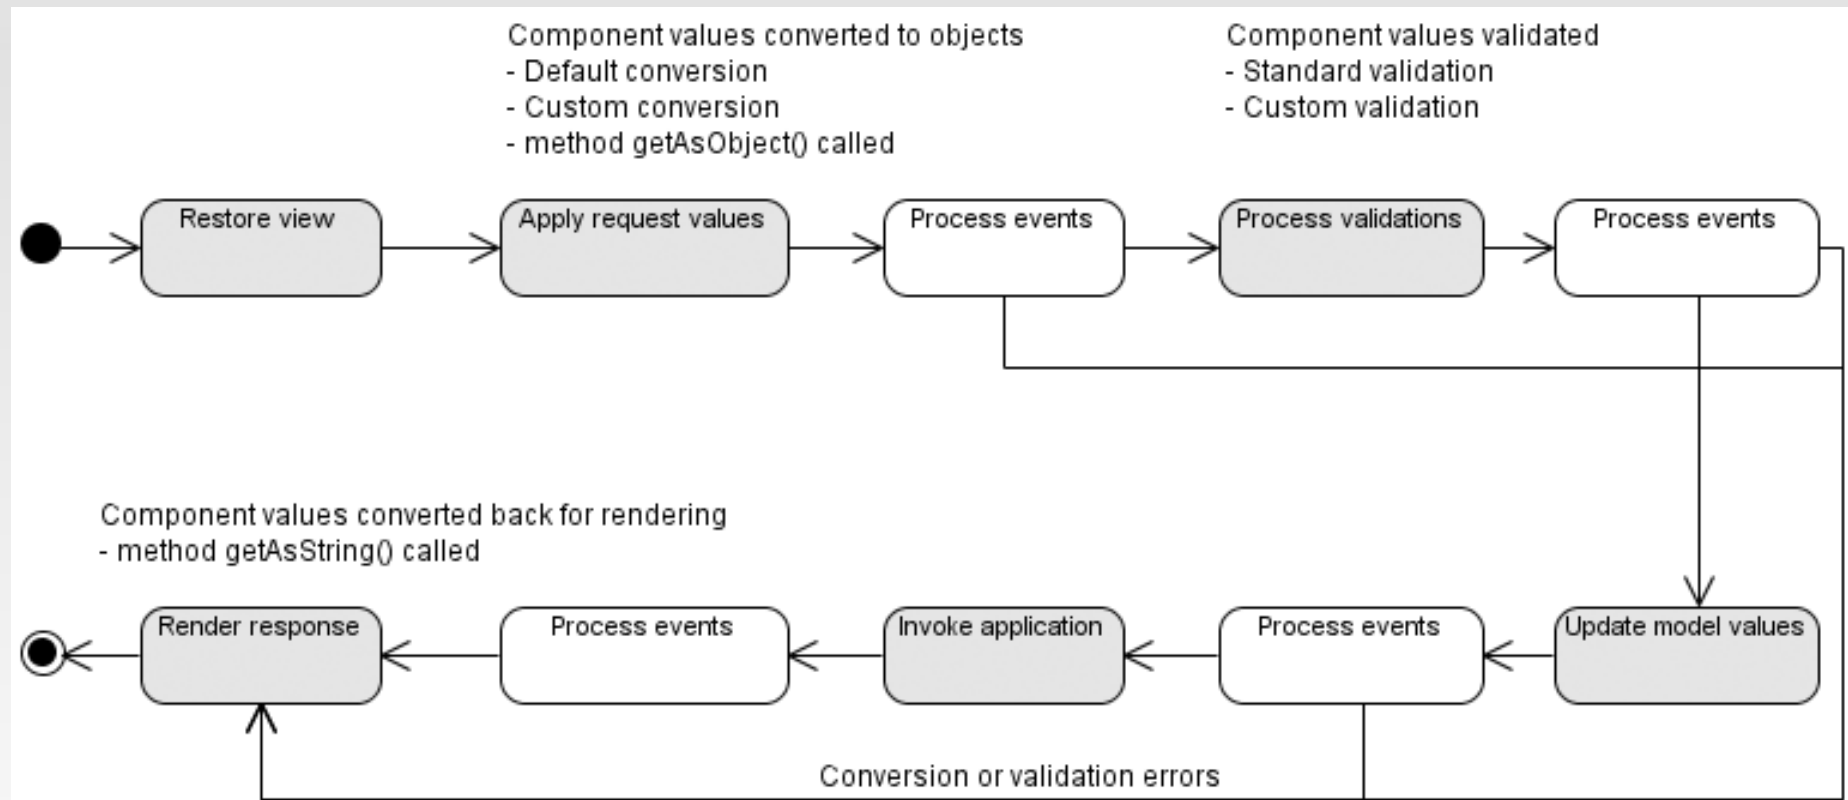 Component values converted to objects
- Default conversion
- Custom conversion
- method getAsObject() called
Component values validated
- Standard validation
- Custom validation
Restore view
Apply request values
Process events
Process validations
Process events
Component values converted back for rendering
- method getAsString() called
Render response
Process events
Invoke application
Process events
Update model values
Conversion or validation errors